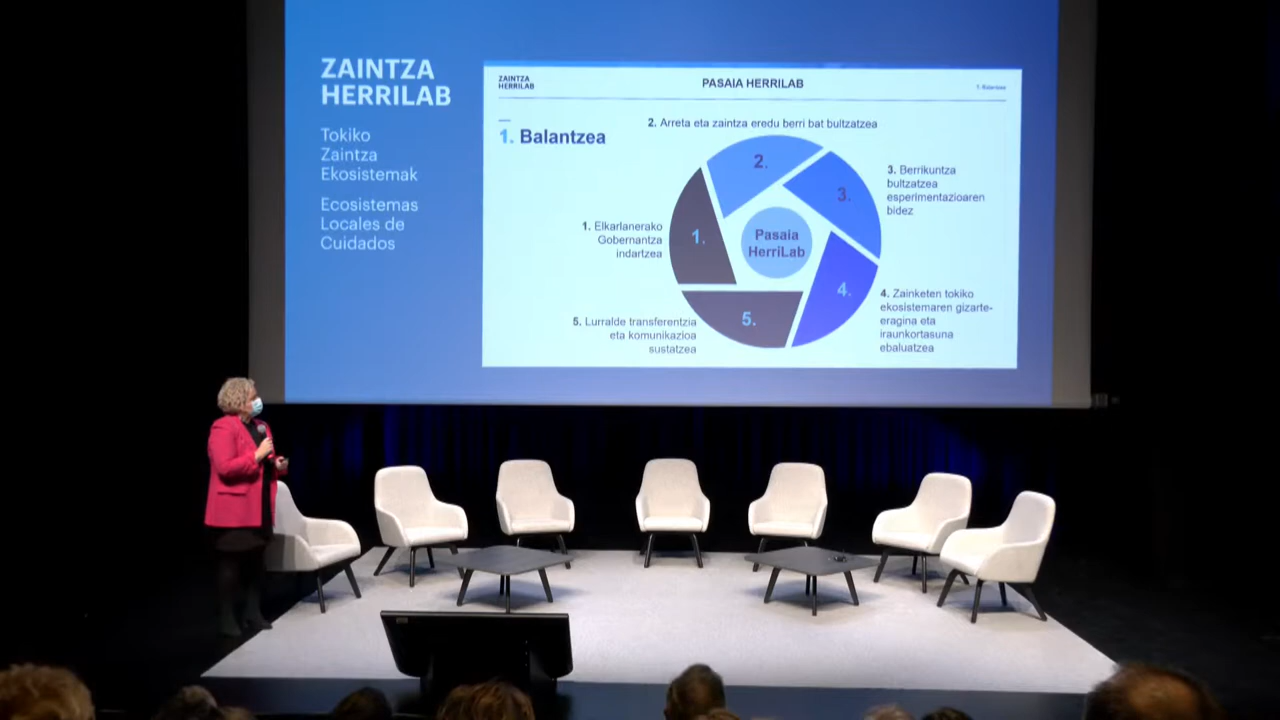 ZAINTZA
HERRILAB
Tokiko
Zaintza
Ekosistemak
Ecosistemas
Locales de
Cuidados
ZAINTZA
HERRILAB
PASAIA HERRILAB
1. Balantzea
1. Balantzea
2. Arreta eta zaintza eredu berri bat bultzatzea
2.
3.
3. Berrikuntza
bultzatzea
esperimentazioaren
bidez
1. Elkarlanerako
Gobernantza
indartzea
1.
Pasaia
HerriLab
4.
4. Zainketen tokiko
ekosistemaren gizarte-
eragina eta
iraunkortasuna
ebaluatzea
5. Lurralde transferentzia
eta komunikazioa
sustatzea
5.